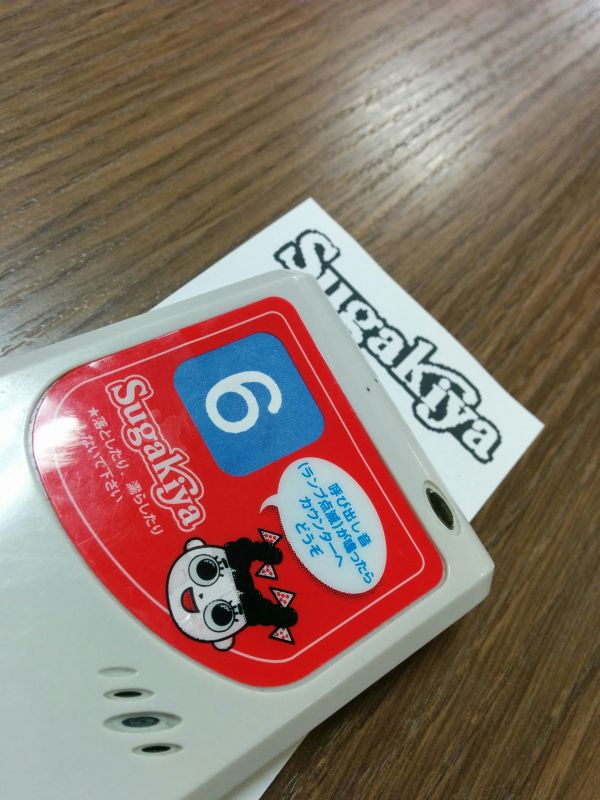 Sugakiya
6
Sugakiya
★落としたり、濡らしたり
しないで下さい
呼び出し音
(ランプ点滅)が鳴ったら
カウンターへ
どうぞ